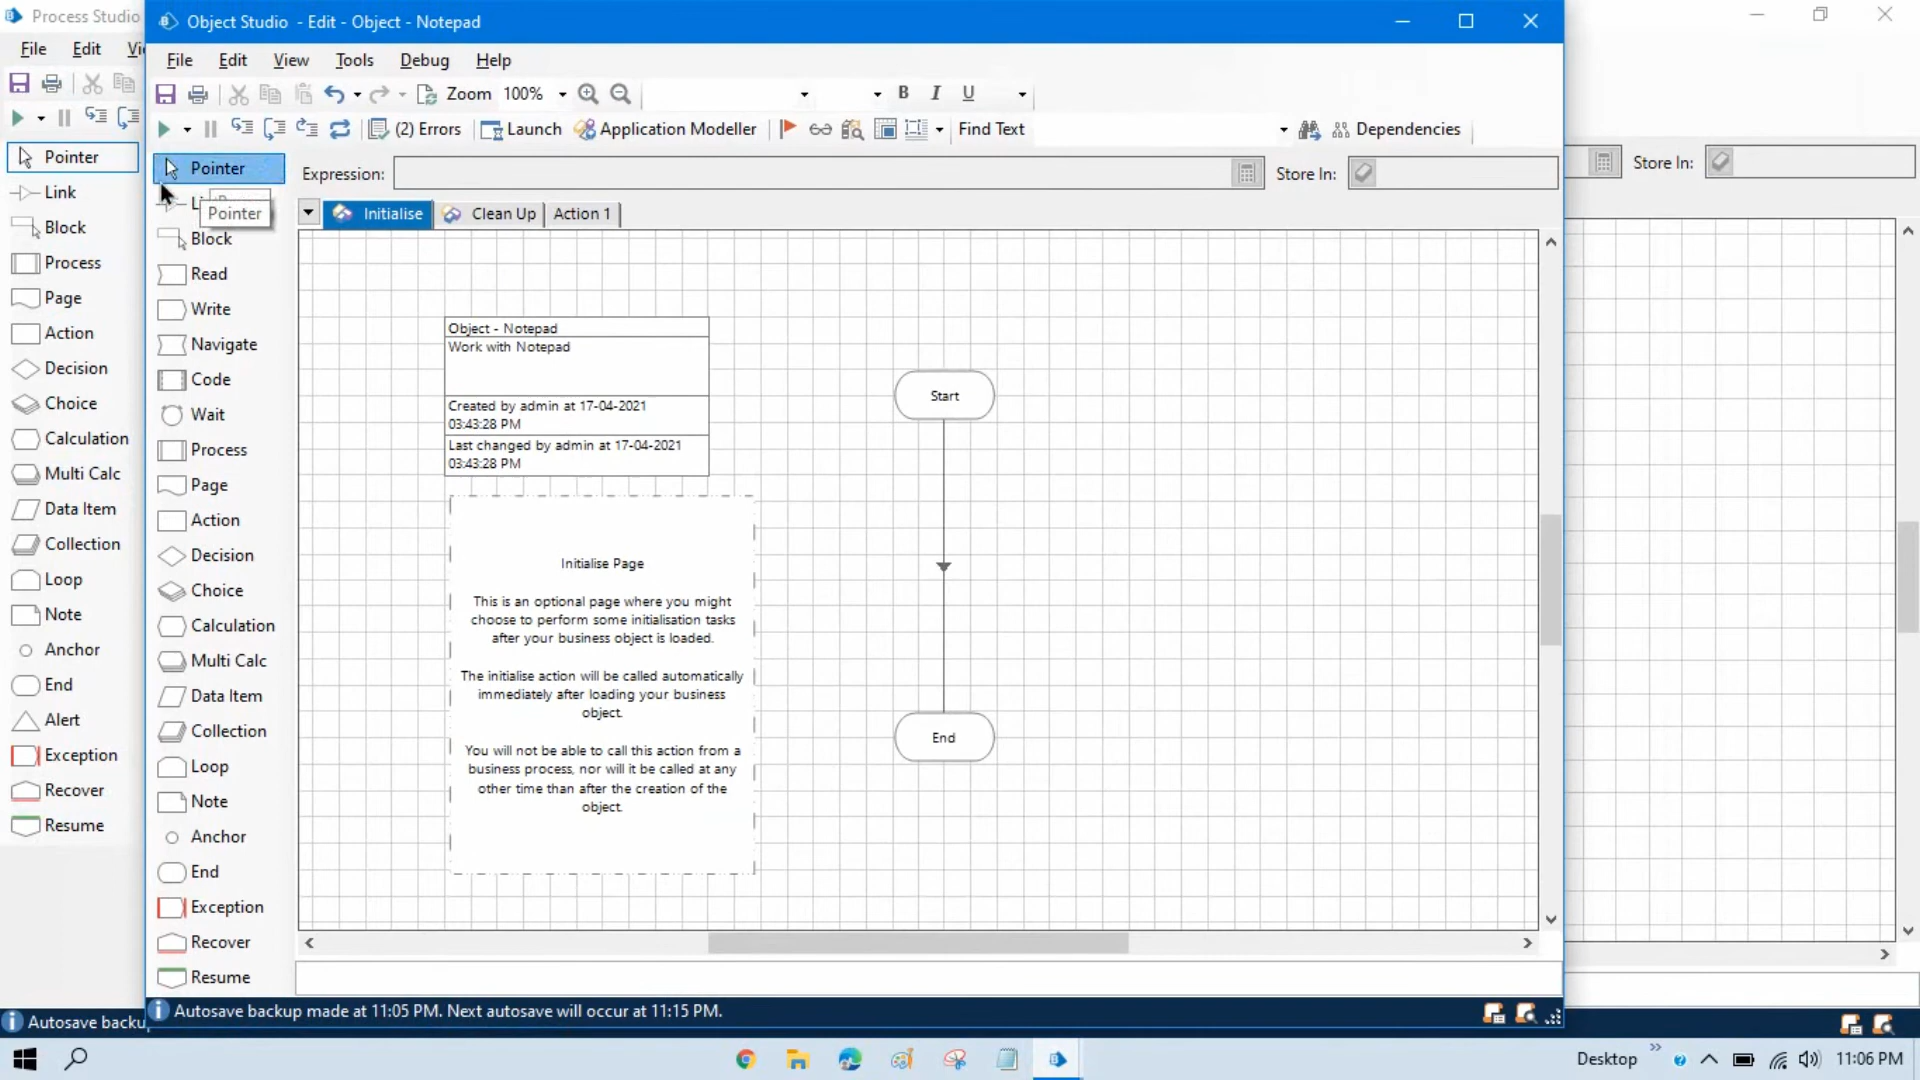 Process Studio
Object Studio - Edit - Object - Notepad
File Edit
File Edit View Tools Debug Help
Zoom 100% B I U
(2) Errors Launch Application Modeller Find Text Dependencies
Pointer
Link
Block
Process
Page
Action
Decision
Choice
Calculation
Multi Calc
Data Item
Collection
Loop
Note
Anchor
End
Alert
Exception
Recover
Resume
Pointer
Pointer
Block
Read
Write
Navigate
Code
Wait
Process
Page
Action
Decision
Choice
Calculation
Multi Calc
Data Item
Collection
Loop
Note
Anchor
End
Exception
Recover
Resume
Expression: Store In:
Store In:
Initialise Clean Up Action 1
Object - Notepad
Work with Notepad
Created by admin at 17-04-2021
03:43:28 PM
Last changed by admin at 17-04-2021
03:43:28 PM
Initialise Page
This is an optional page where you might
choose to perform some initialisation tasks
after your business object is loaded.
The initialise action will be called automatically
immediately after loading your business
object.
You will not be able to call this action from a
business process, nor will it be called at any
other time than after the creation of the
object.
Start
End
Autosave backup made at 11:05 PM. Next autosave will occur at 11:15 PM.
Autosave backu
Desktop 11:06 PM